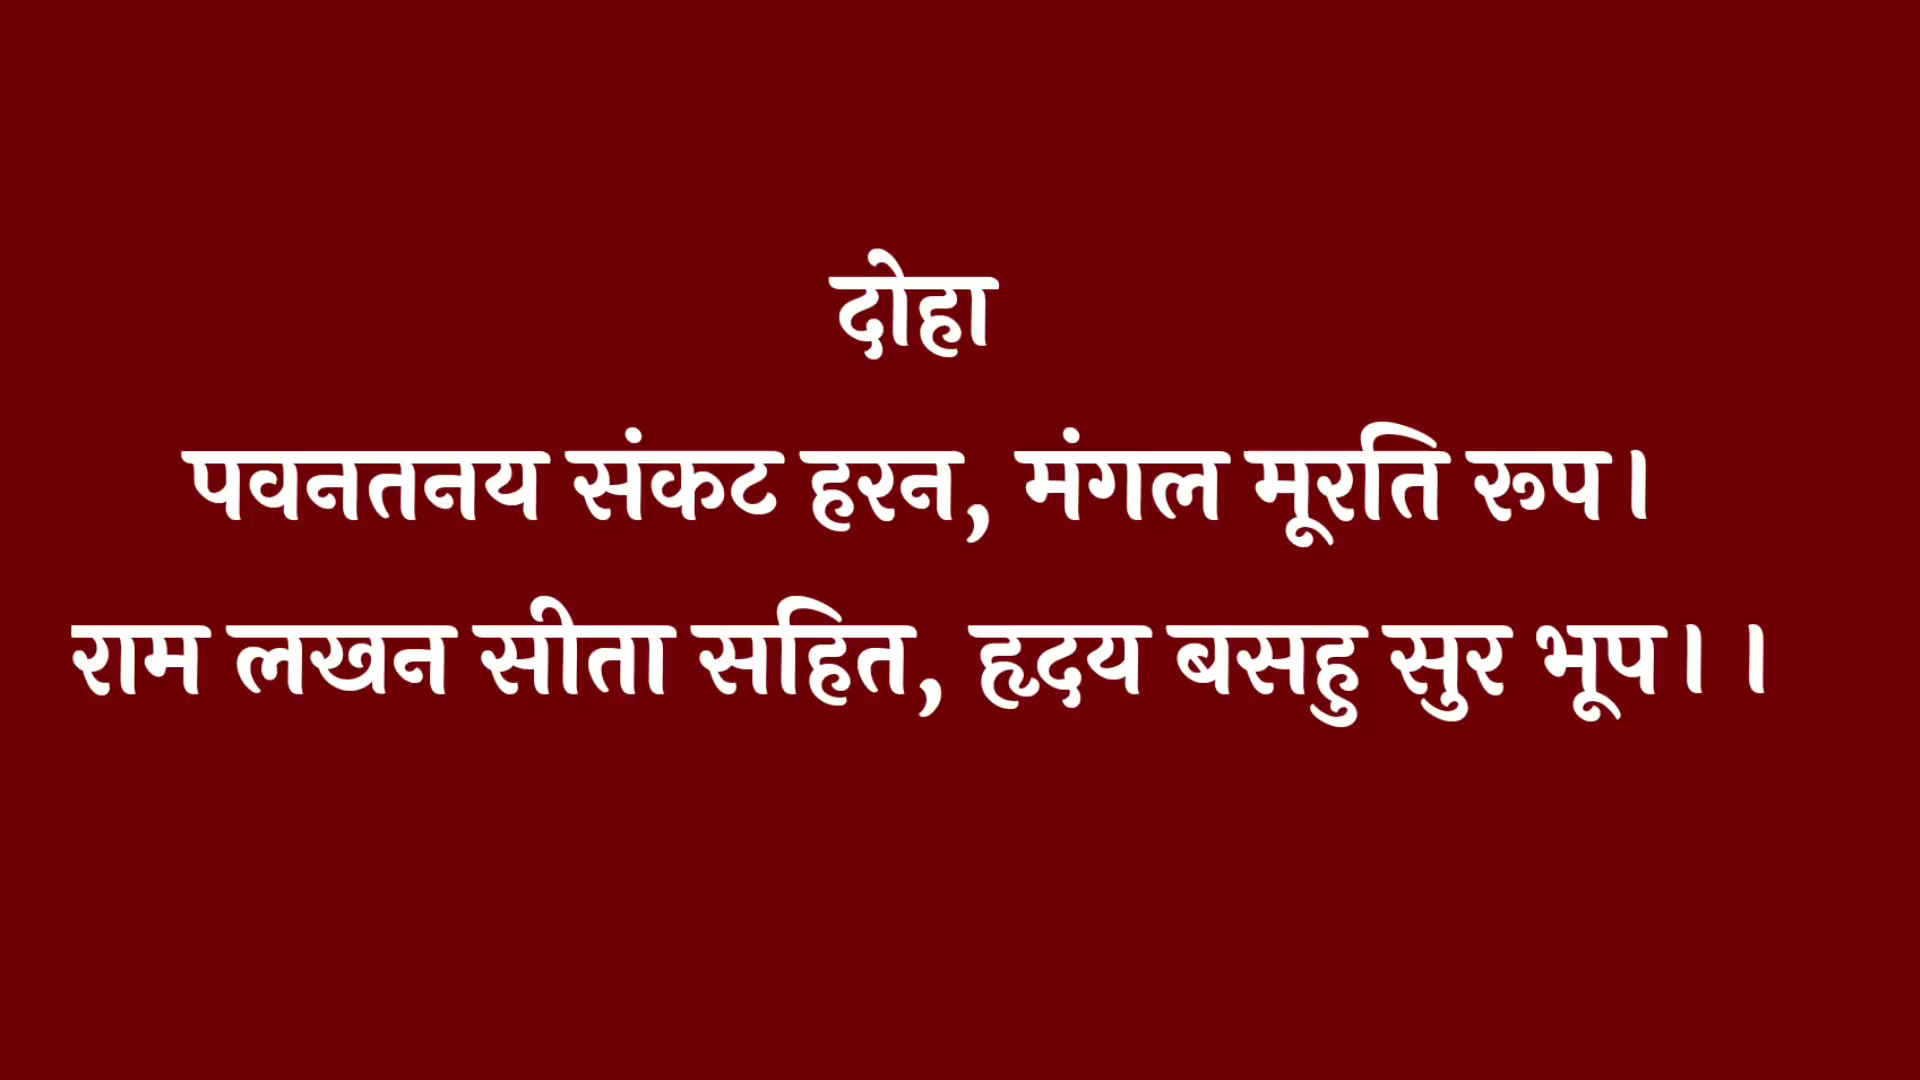 दोहा
पवनतनय संकट हरन, मंगल मूरति रूप।
राम लखन सीता सहित, हृदय बसहु सुर भूप।।